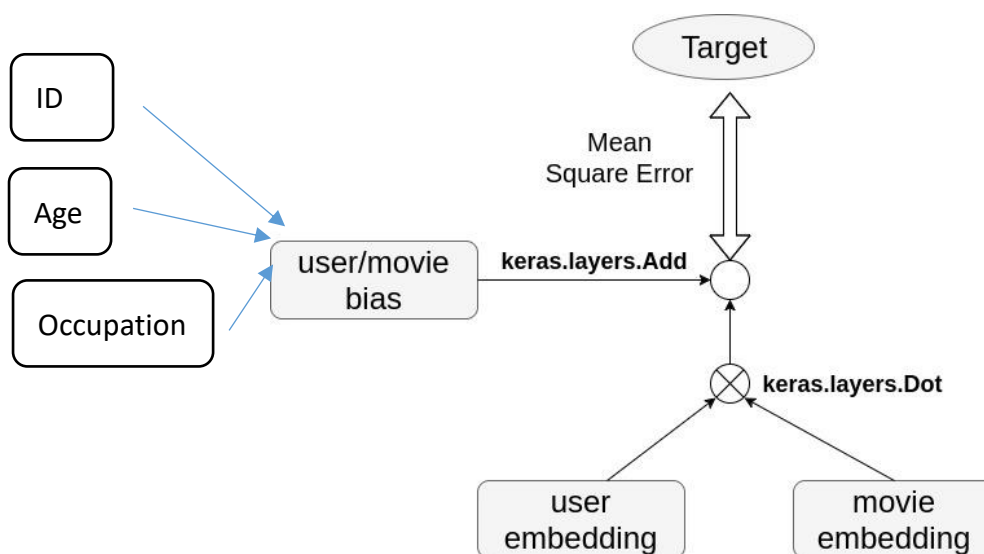 Target
ID
Mean
Square Error
Age
user/movie
bias
keras.layers.Add
Occupation
keras.layers.Dot
user
embedding
movie
embedding